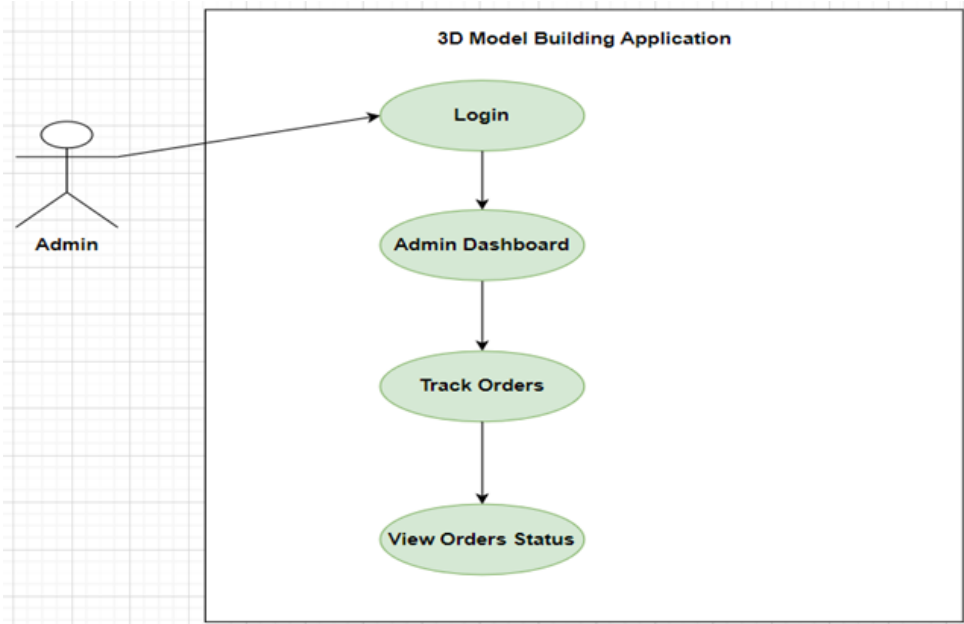 3D Model Building Application
Login
Admin
Admin Dashboard
Track Orders
View Orders Status